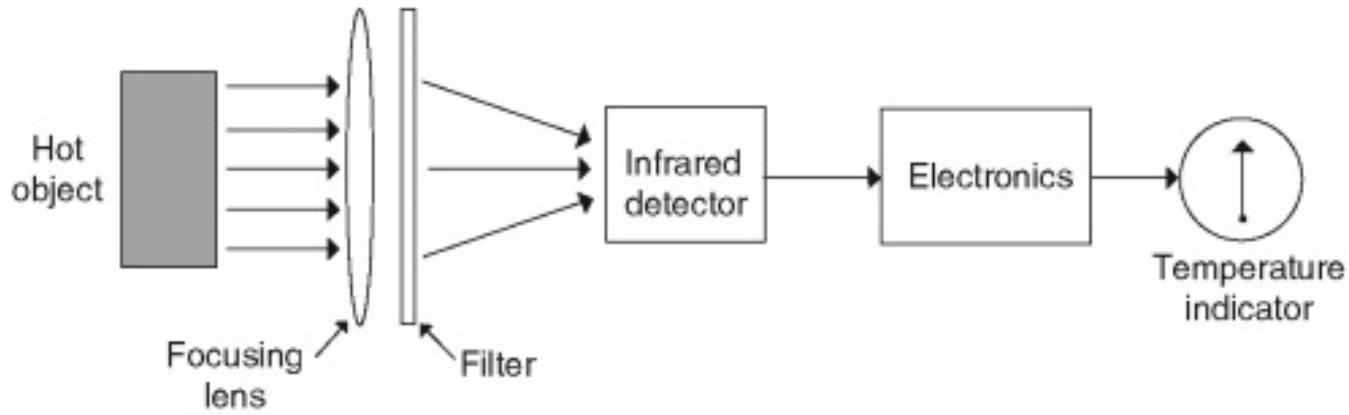 Hot
object
Focusing
lens
Filter
Infrared
detector
Electronics
Temperature
indicator